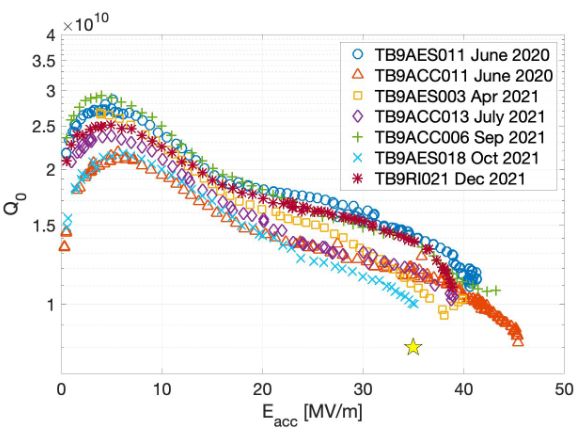 ×10¹⁰
4
3.5
3
2.5
2
1.5
1
Q₀
TB9AES011 June 2020
TB9ACC011 June 2020
TB9AES003 Apr 2021
TB9ACC013 July 2021
TB9ACC006 Sep 2021
TB9AES018 Oct 2021
TB9RI021 Dec 2021
0 10 20 30 40 50
E_acc [MV/m]